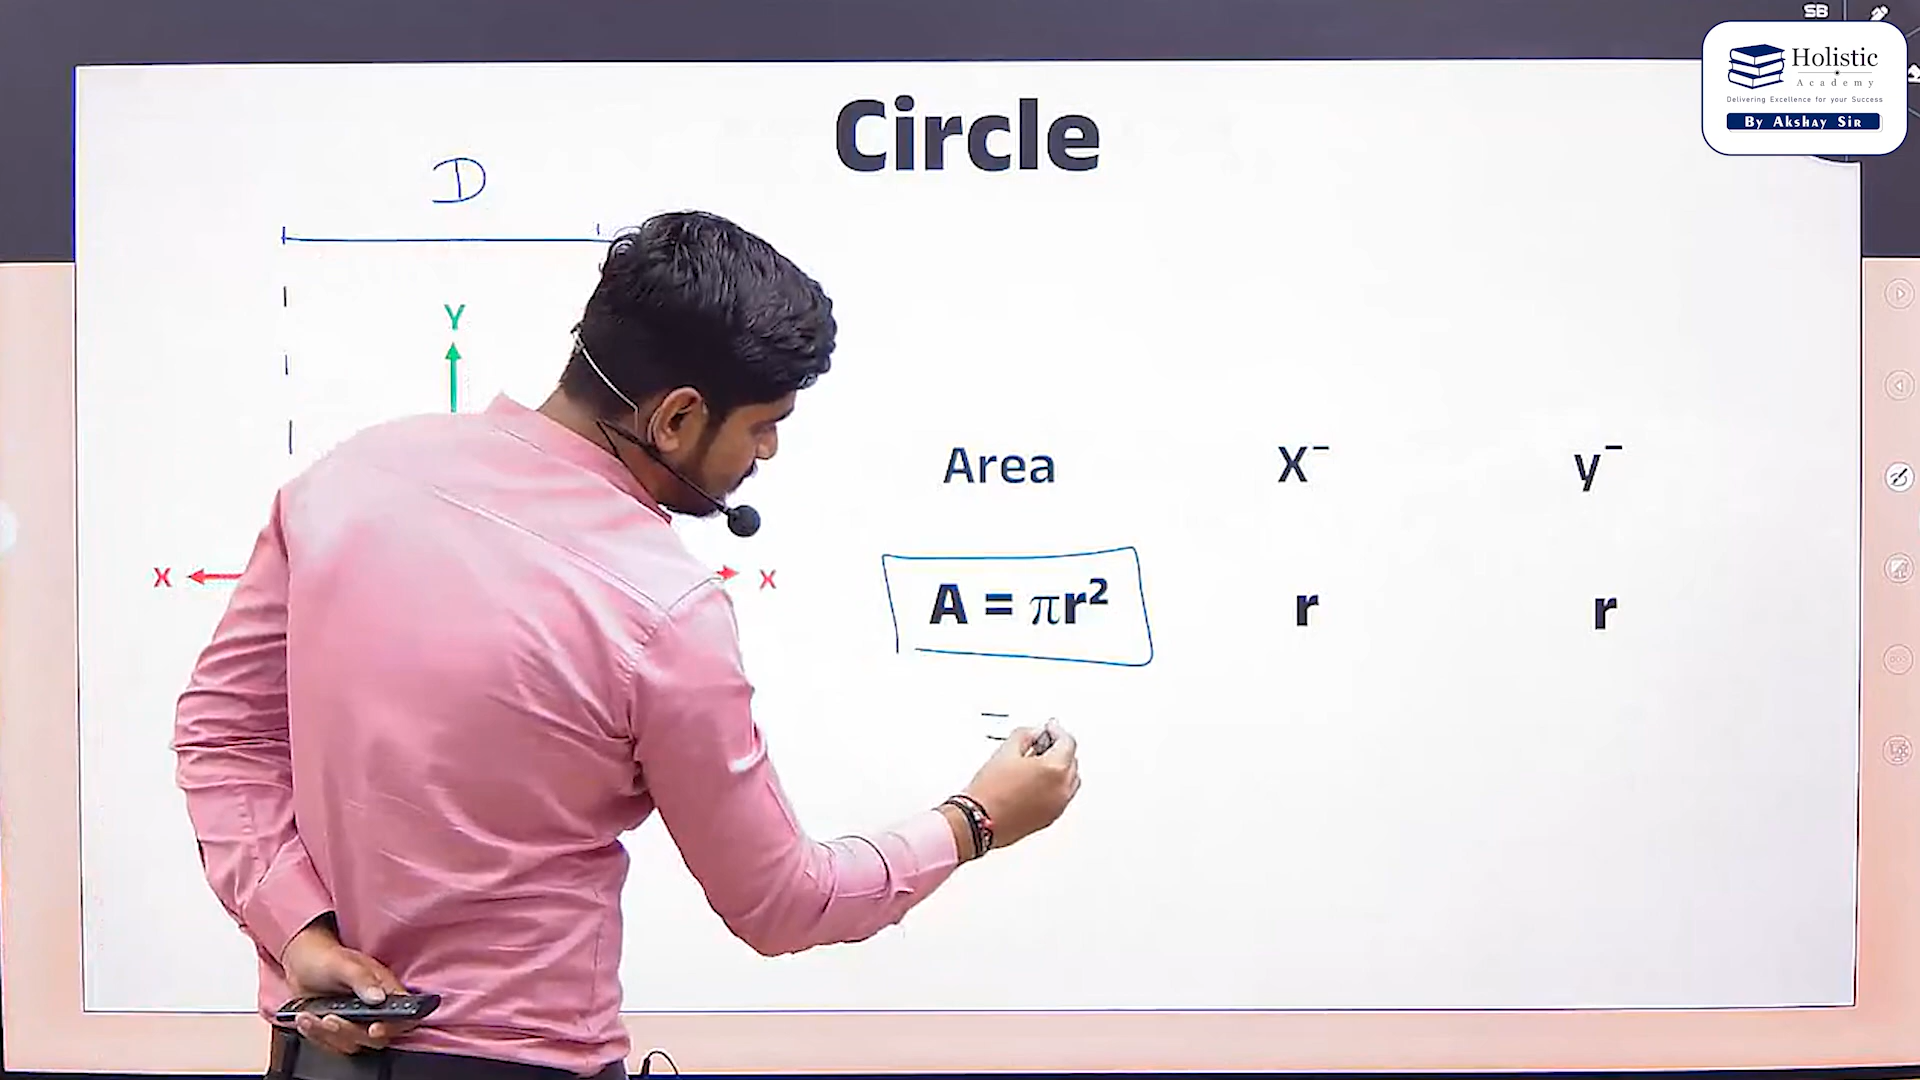 SB
Holistic
Academy
Delivering Excellence for your Success
By Akshay Sir
Circle
D
Y
Area X⁻ y⁻
X X
A = πr² r r
=